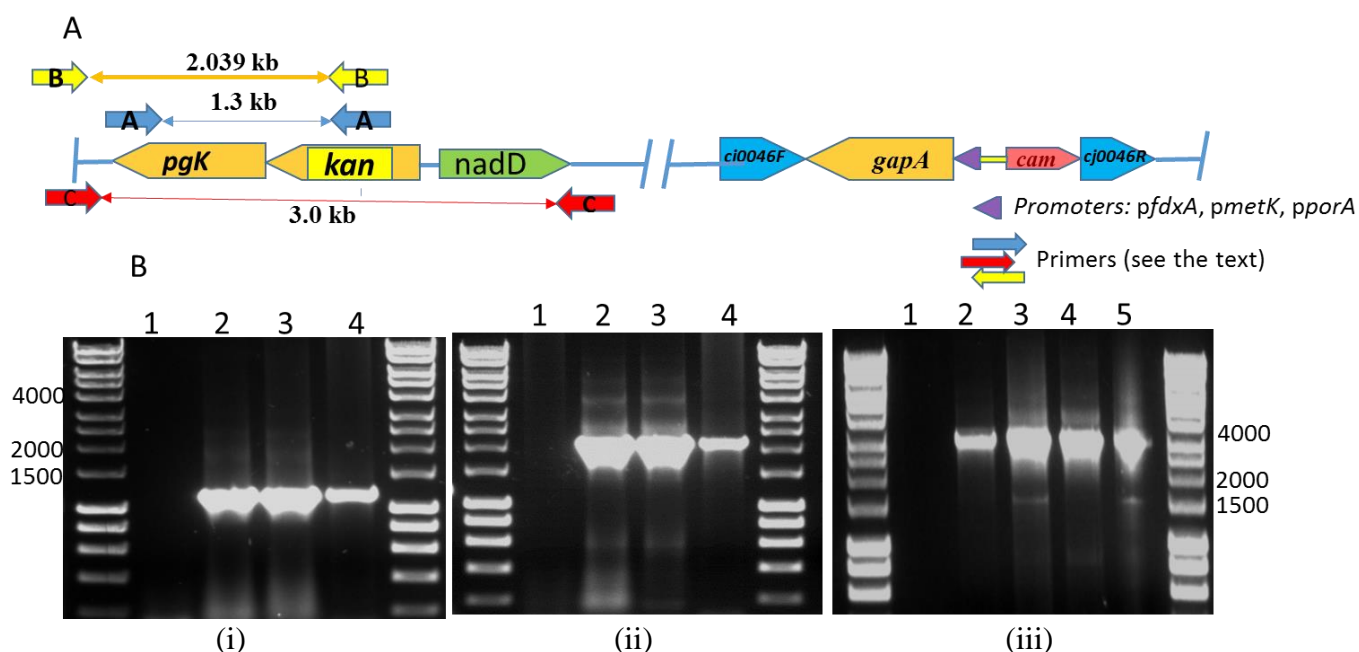 A
2.039 kb
B B
1.3 kb
A A
pgK kan nadD ci0046F gapA cam cj0046R
C C
3.0 kb
Promoters: pfdxA, pmetK, pporA
Primers (see the text)
B
1 2 3 4
1 2 3 4
1 2 3 4 5
4000
2000
1500
4000
2000
1500
(i) (ii) (iii)